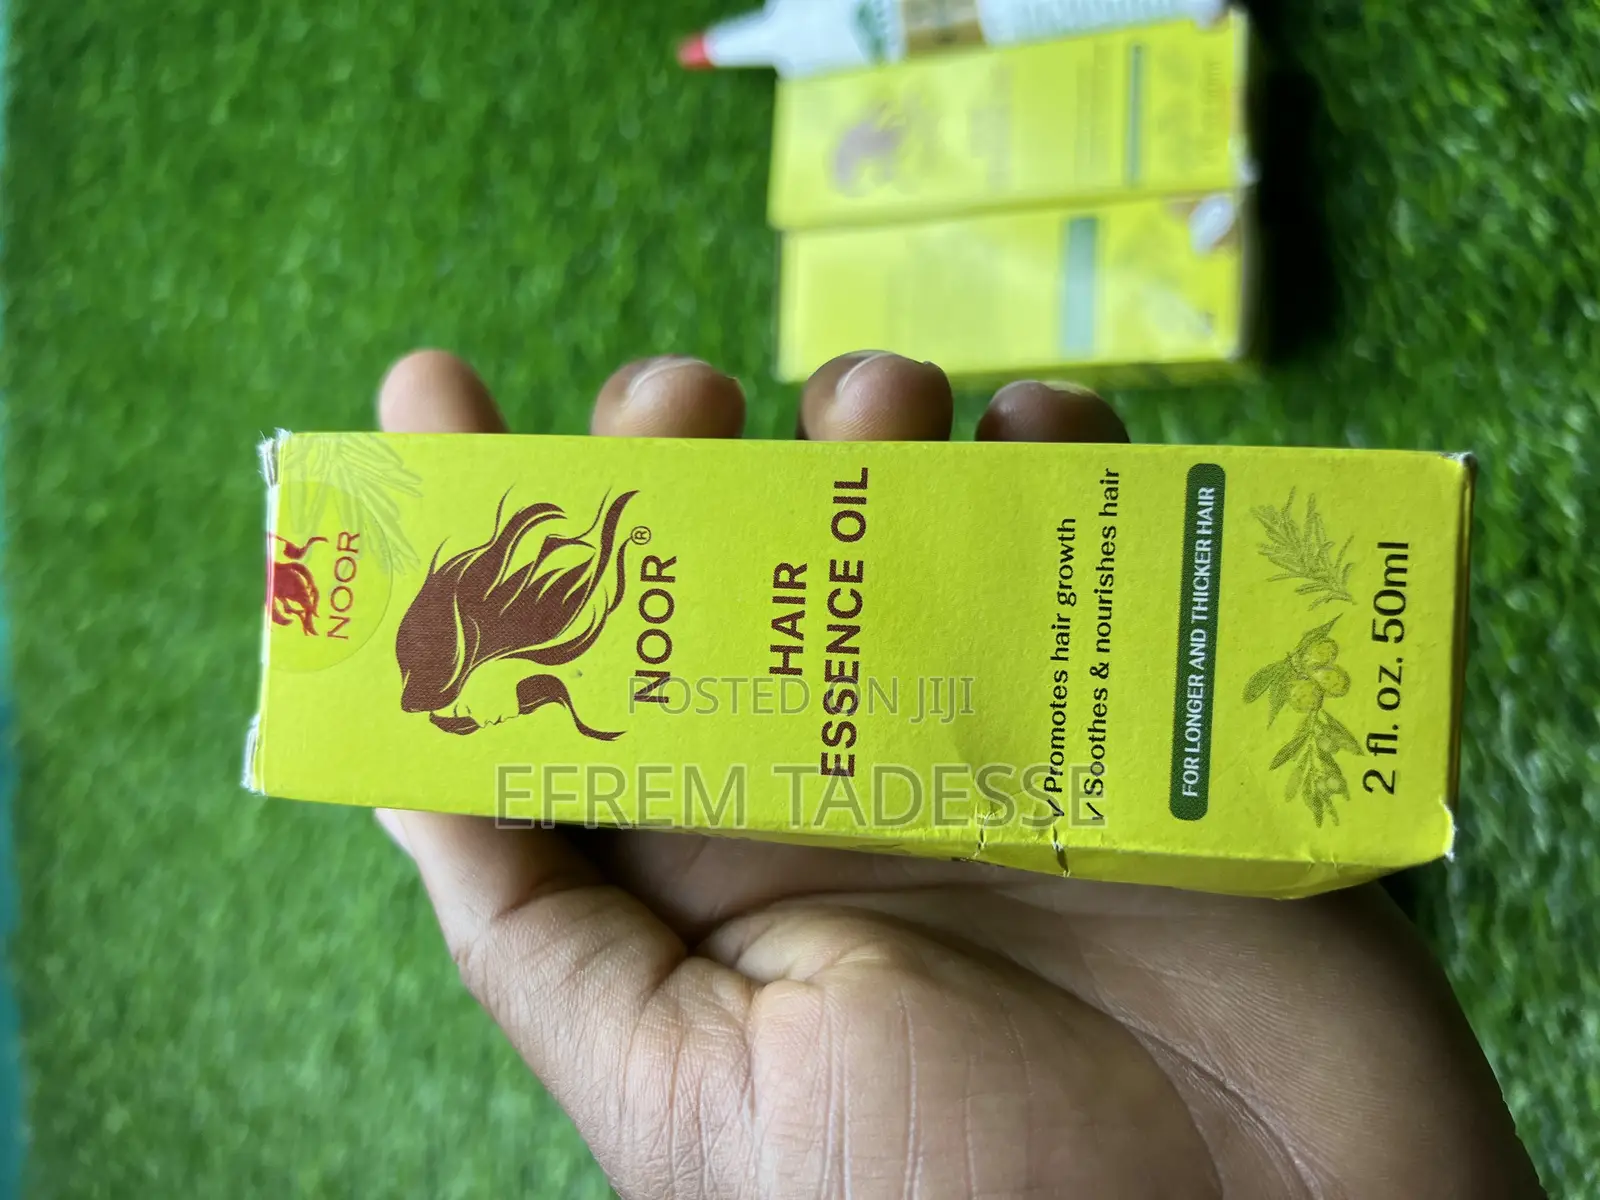 NOOR
NOOR®
HAIR
ESSENCE OIL
✓Promotes hair growth
✓Soothes & nourishes hair
FOR LONGER AND THICKER HAIR
2 fl. oz. 50ml
POSTED ON JIJI
EFREM TADESSE